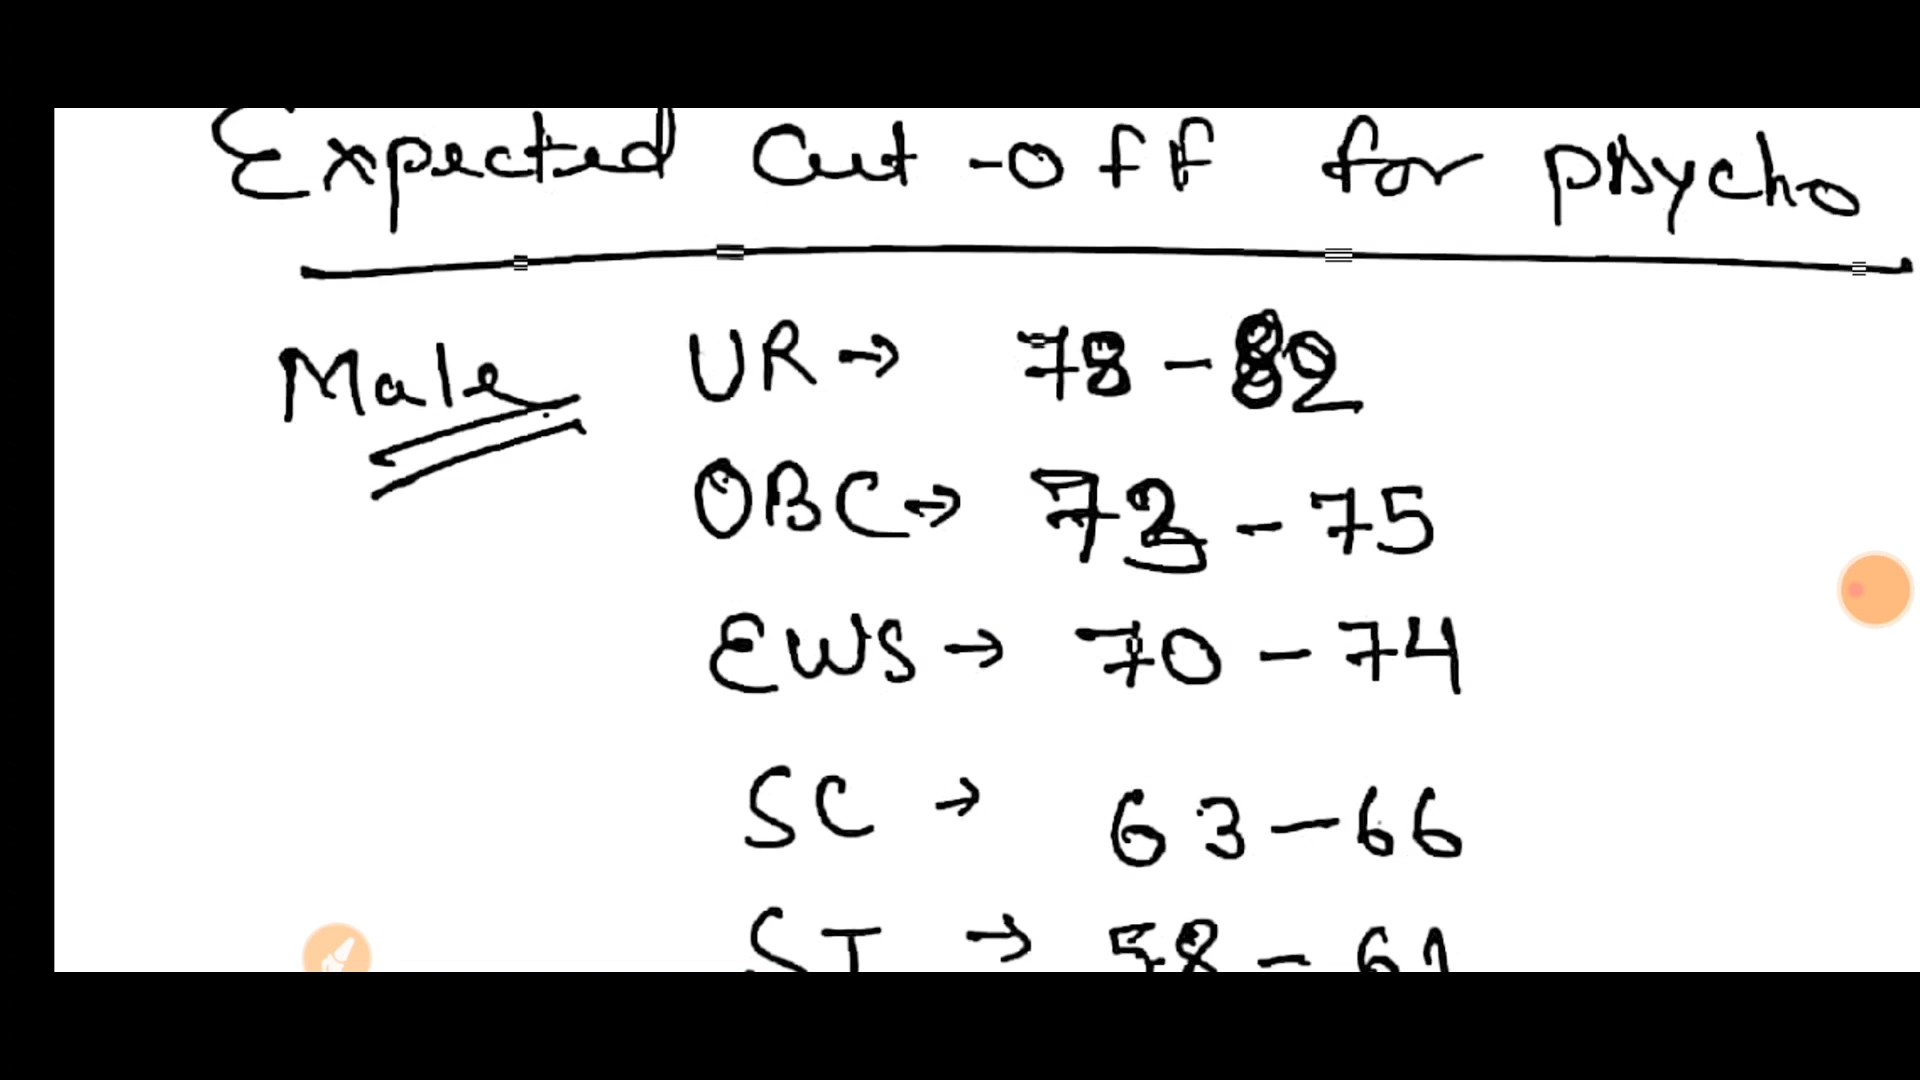 Expected Cut-off for psycho
Male UR → 78 - 82
OBC → 73 - 75
EWS → 70 - 74
SC → 63 - 66
ST → 58 - 61